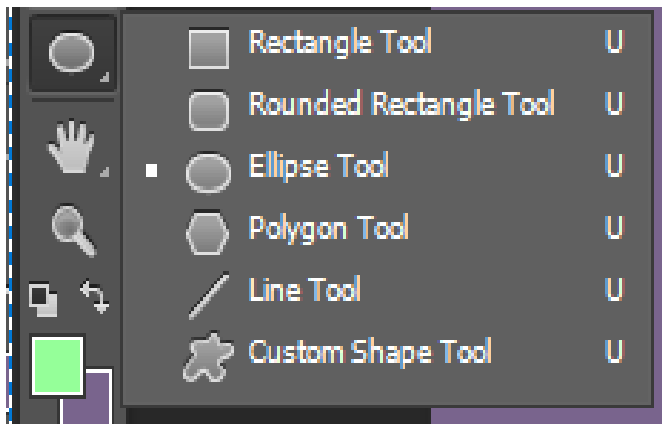 Rectangle Tool U
Rounded Rectangle Tool U
Ellipse Tool U
Polygon Tool U
Line Tool U
Custom Shape Tool U